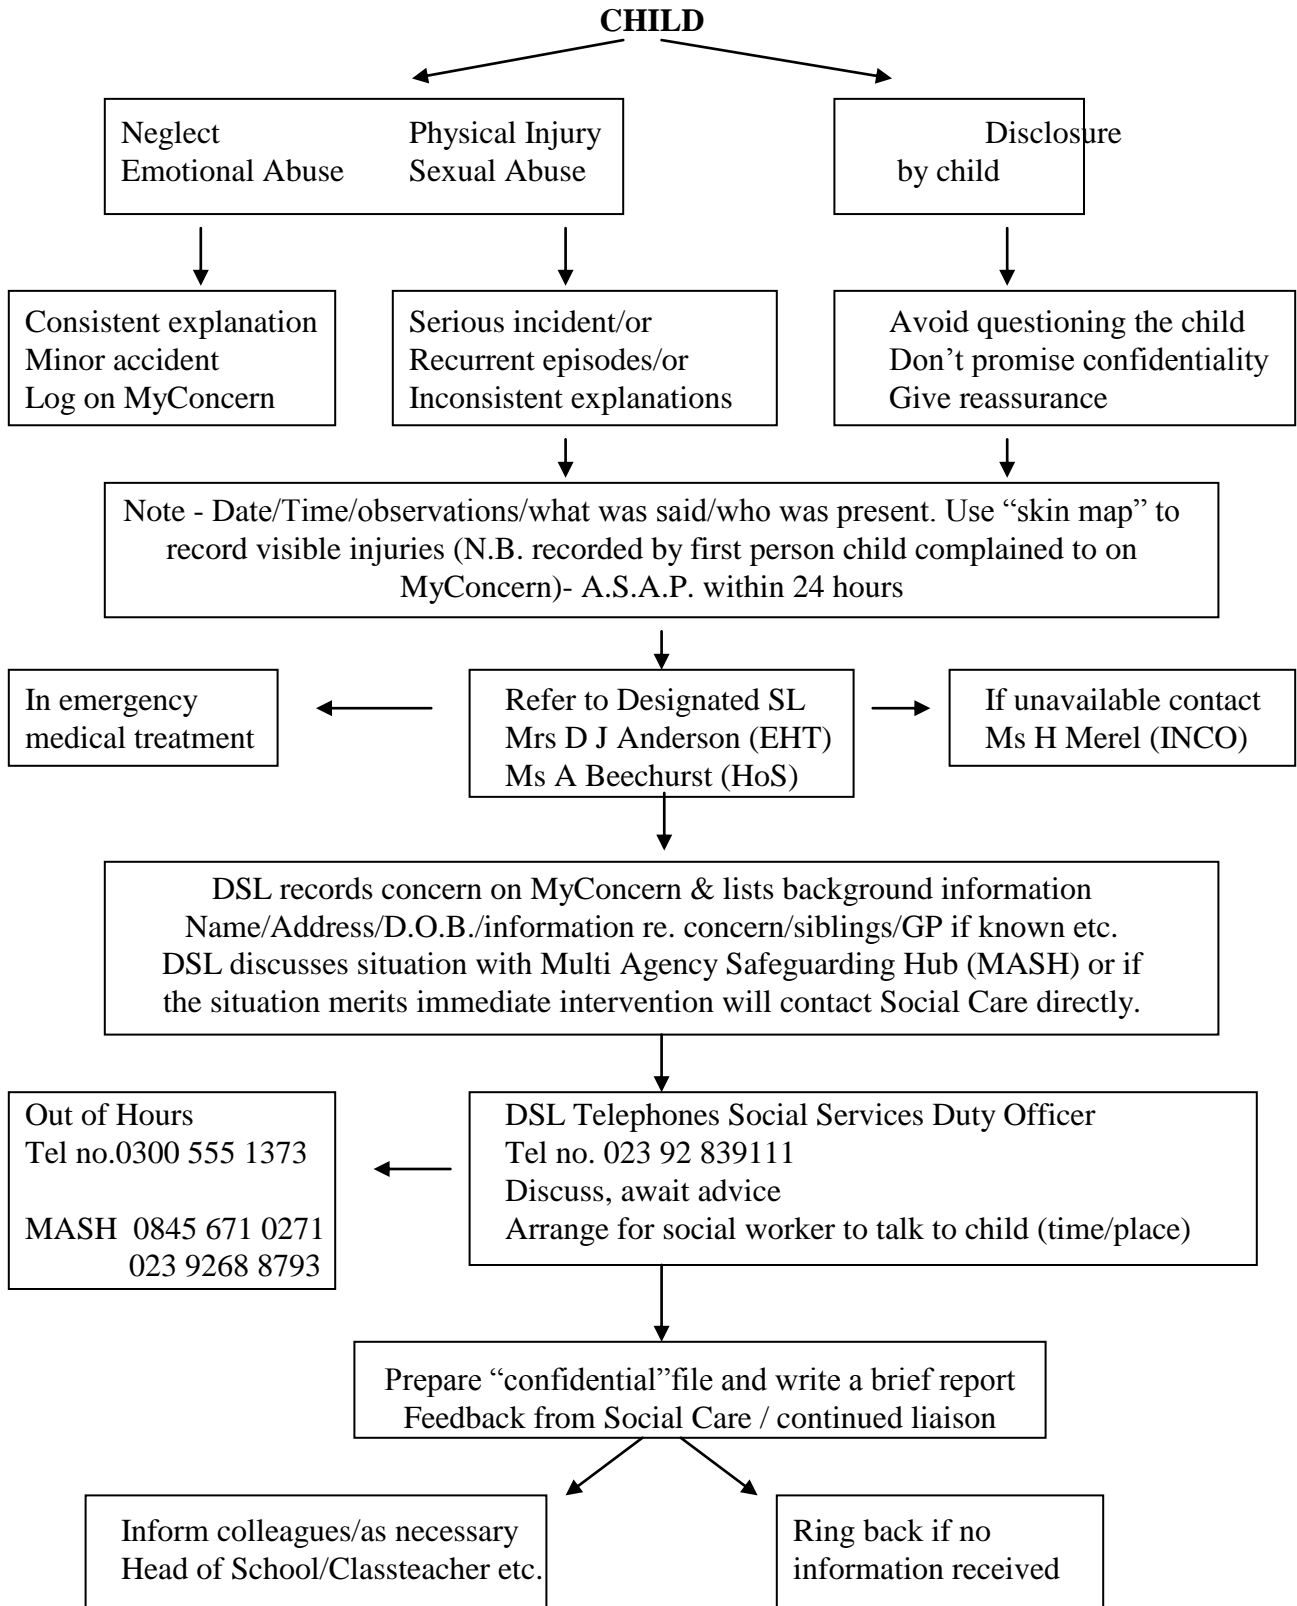 CHILD
Neglect Physical Injury
Emotional Abuse Sexual Abuse
Disclosure
by child
Consistent explanation
Minor accident
Log on MyConcern
Serious incident/or
Recurrent episodes/or
Inconsistent explanations
Avoid questioning the child
Don’t promise confidentiality
Give reassurance
Note - Date/Time/observations/what was said/who was present. Use “skin map” to
record visible injuries (N.B. recorded by first person child complained to on
MyConcern)- A.S.A.P. within 24 hours
In emergency
medical treatment
Refer to Designated SL
Mrs D J Anderson (EHT)
Ms A Beechurst (HoS)
If unavailable contact
Ms H Merel (INCO)
DSL records concern on MyConcern & lists background information
Name/Address/D.O.B./information re. concern/siblings/GP if known etc.
DSL discusses situation with Multi Agency Safeguarding Hub (MASH) or if
the situation merits immediate intervention will contact Social Care directly.
Out of Hours
Tel no.0300 555 1373
MASH 0845 671 0271
023 9268 8793
DSL Telephones Social Services Duty Officer
Tel no. 023 92 839111
Discuss, await advice
Arrange for social worker to talk to child (time/place)
Prepare “confidential”file and write a brief report
Feedback from Social Care / continued liaison
Inform colleagues/as necessary
Head of School/Classteacher etc.
Ring back if no
information received